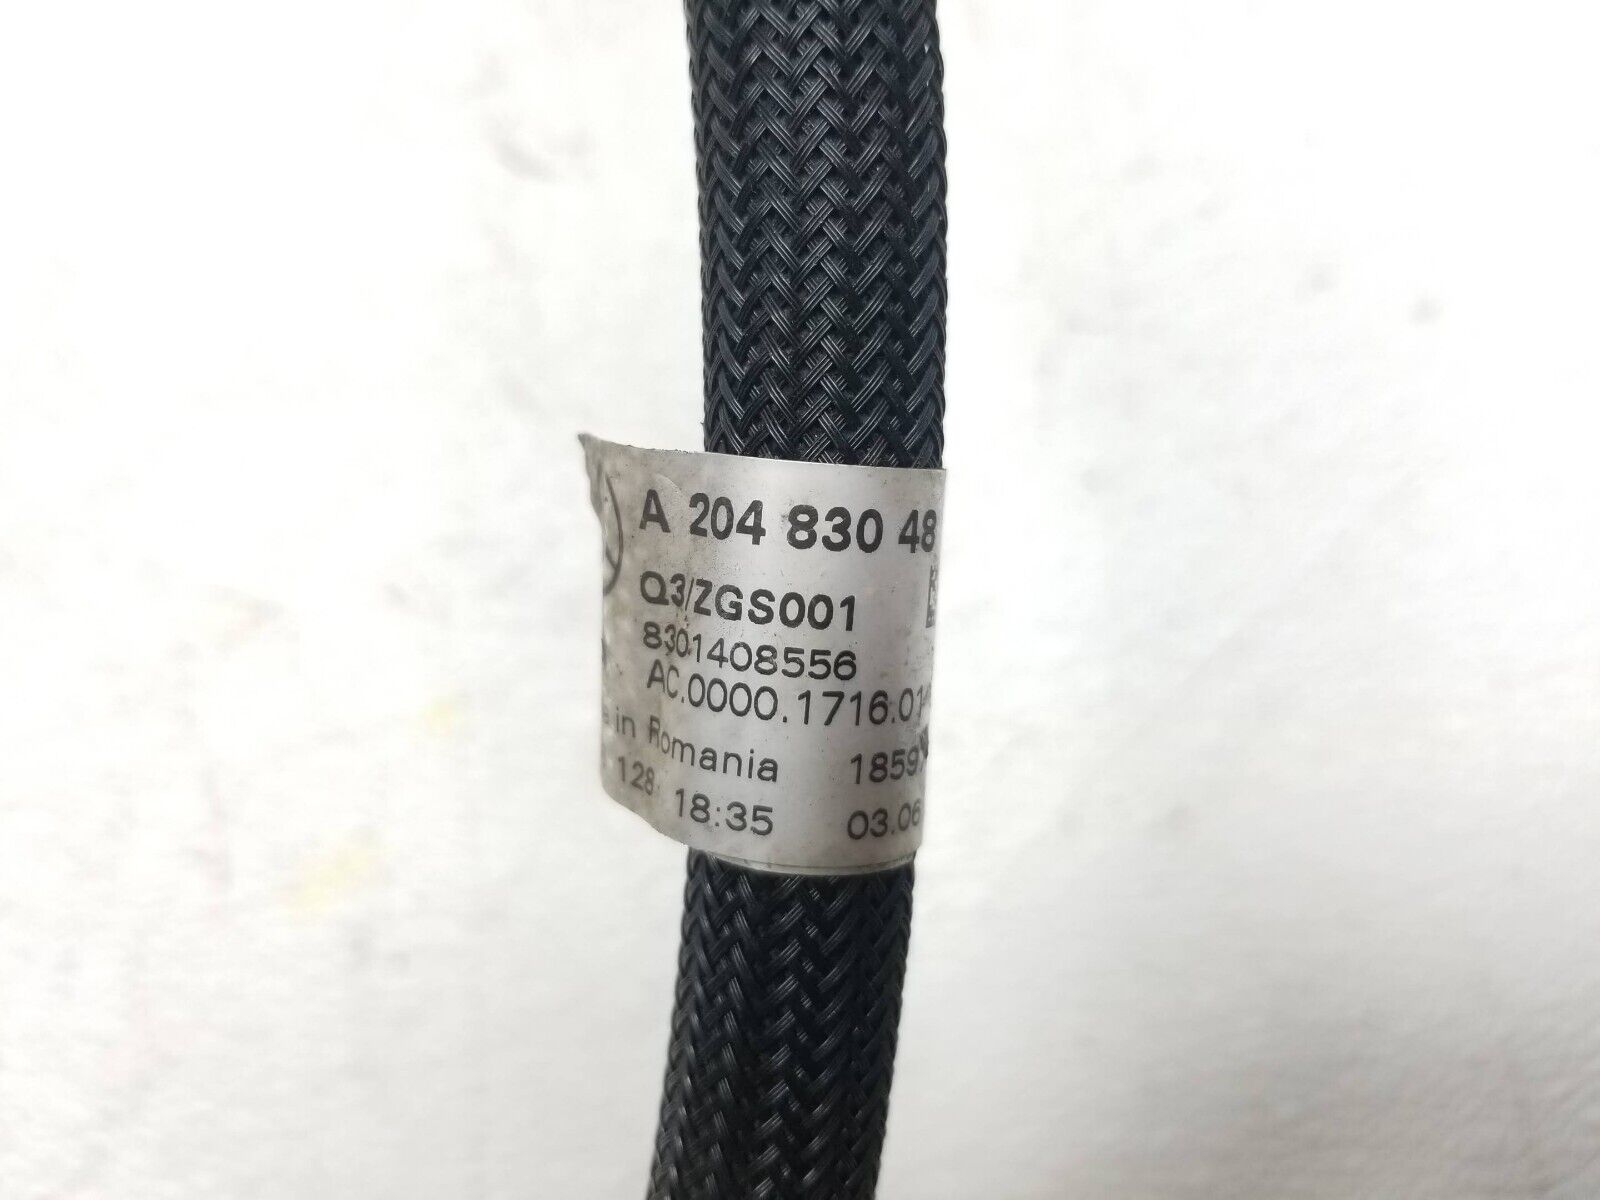 A 204 830 48
Q3/ZGS001
8301408556
AC.0000.1716.01
in Romania 1859
128 18:35 03.06